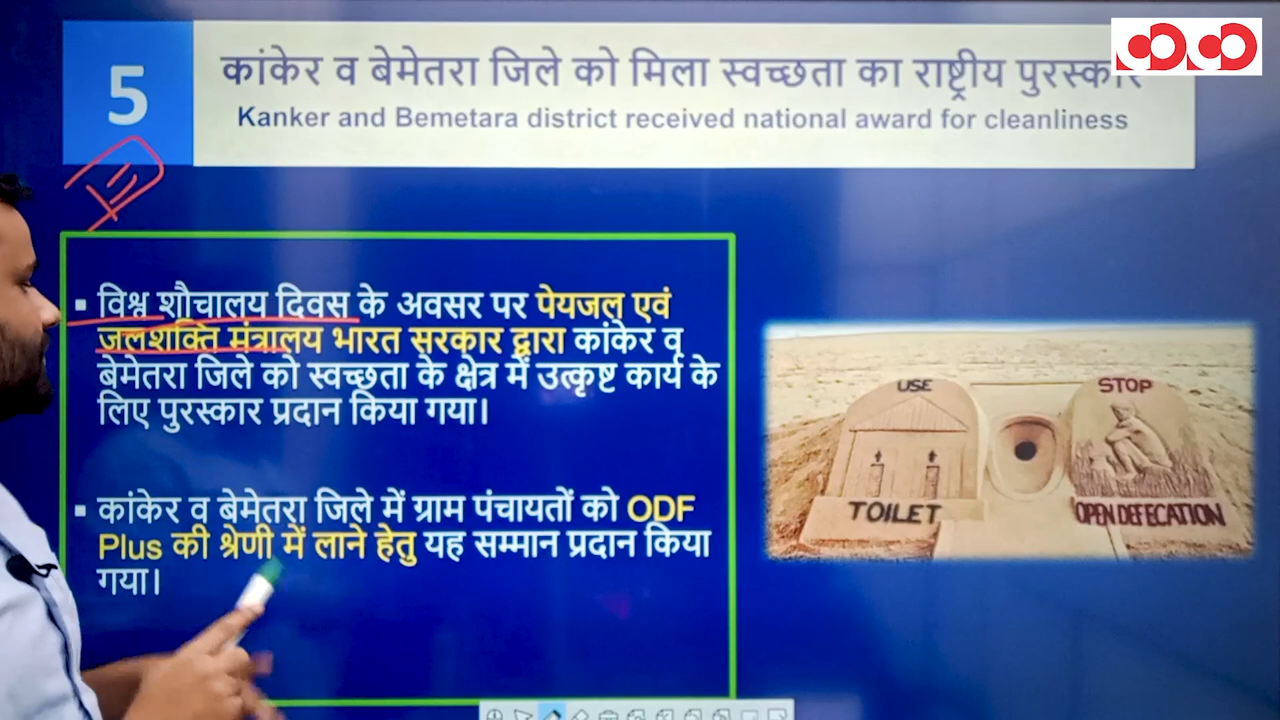 5
कांकेर व बेमेतरा जिले को मिला स्वच्छता का राष्ट्रीय पुरस्कार
Kanker and Bemetara district received national award for cleanliness
▪ विश्व शौचालय दिवस के अवसर पर पेयजल एवं
जलशक्ति मंत्रालय भारत सरकार द्वारा कांकेर व
बेमेतरा जिले को स्वच्छता के क्षेत्र में उत्कृष्ट कार्य के
लिए पुरस्कार प्रदान किया गया।
▪ कांकेर व बेमेतरा जिले में ग्राम पंचायतों को ODF
Plus की श्रेणी में लाने हेतु यह सम्मान प्रदान किया
गया।
USE
TOILET
STOP
OPEN DEFECATION